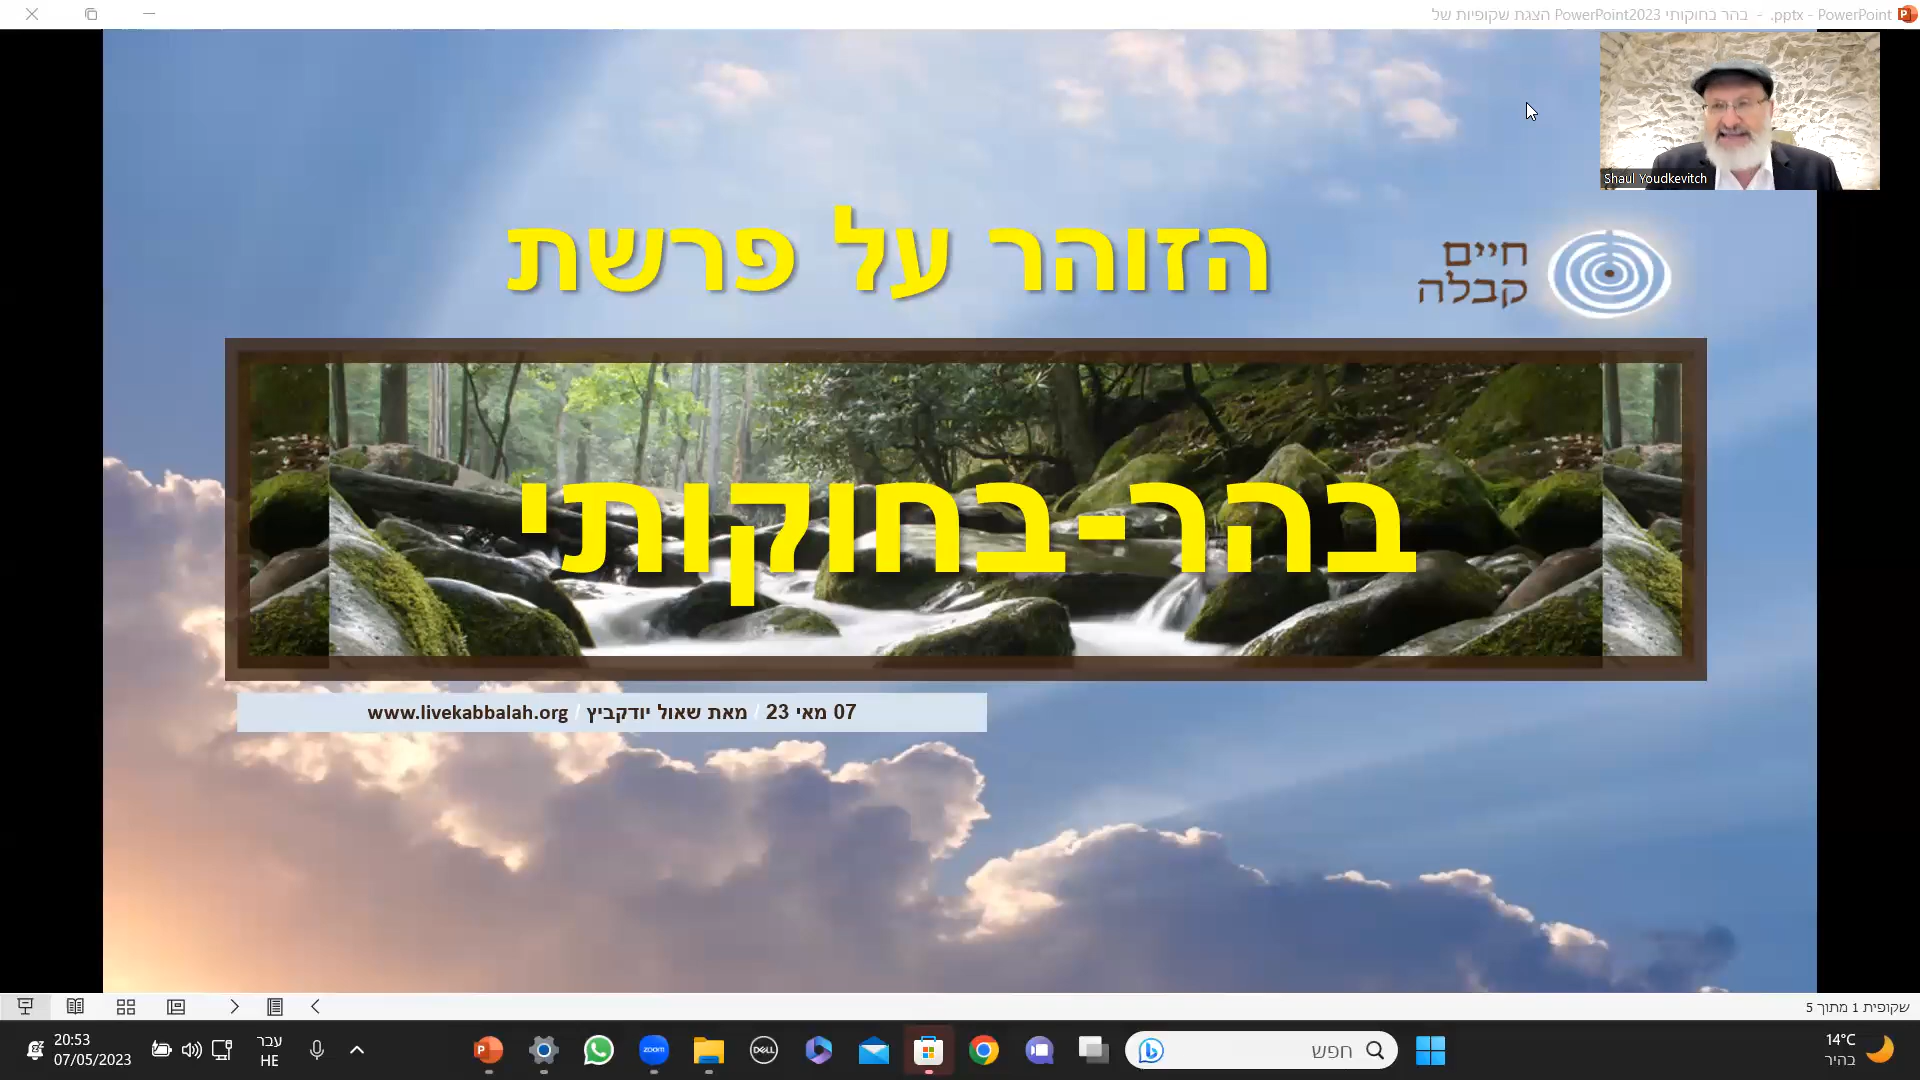 הצגת שקופיות של PowerPoint2023 בהר בחוקותי - .pptx - PowerPoint
Shaul Youdkevitch
חיים
קבלה
הזוהר על פרשת
בהר-בחוקותי
07 מאי 23 / מאת שאול יודקביץ / www.livekabbalah.org
שקופית 1 מתוך 5
20:53
07/05/2023
עבר
HE
zoom
DELL
חפש
14°C
בהיר